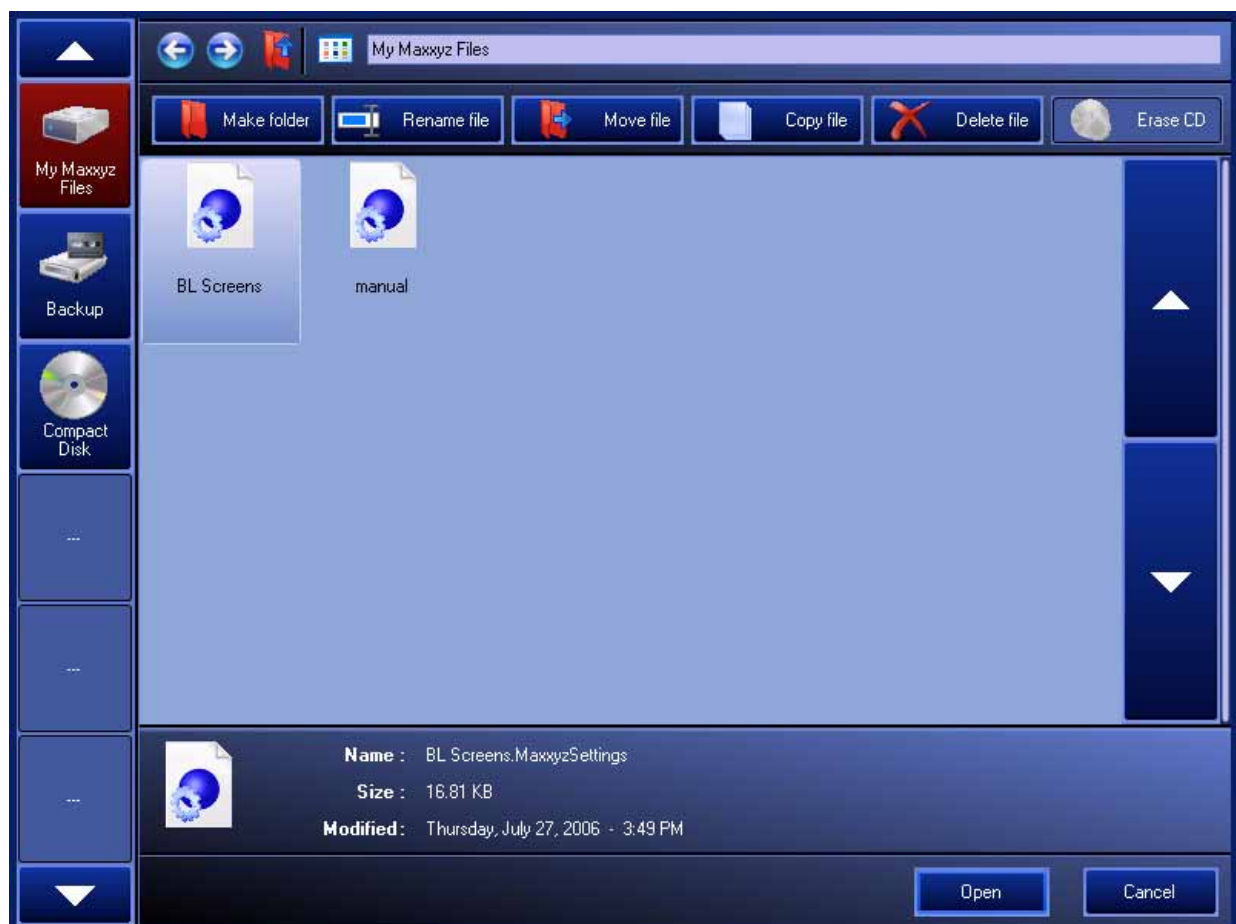 My Maxxyz Files
Make folder
Rename file
Move file
Copy file
Delete file
Erase CD
My Maxxyz
Files
Backup
Compact
Disk
...
...
...
BL Screens
manual
Name : BL Screens.MaxxyzSettings
Size : 16.81 KB
Modified : Thursday, July 27, 2006 - 3:49 PM
Open
Cancel